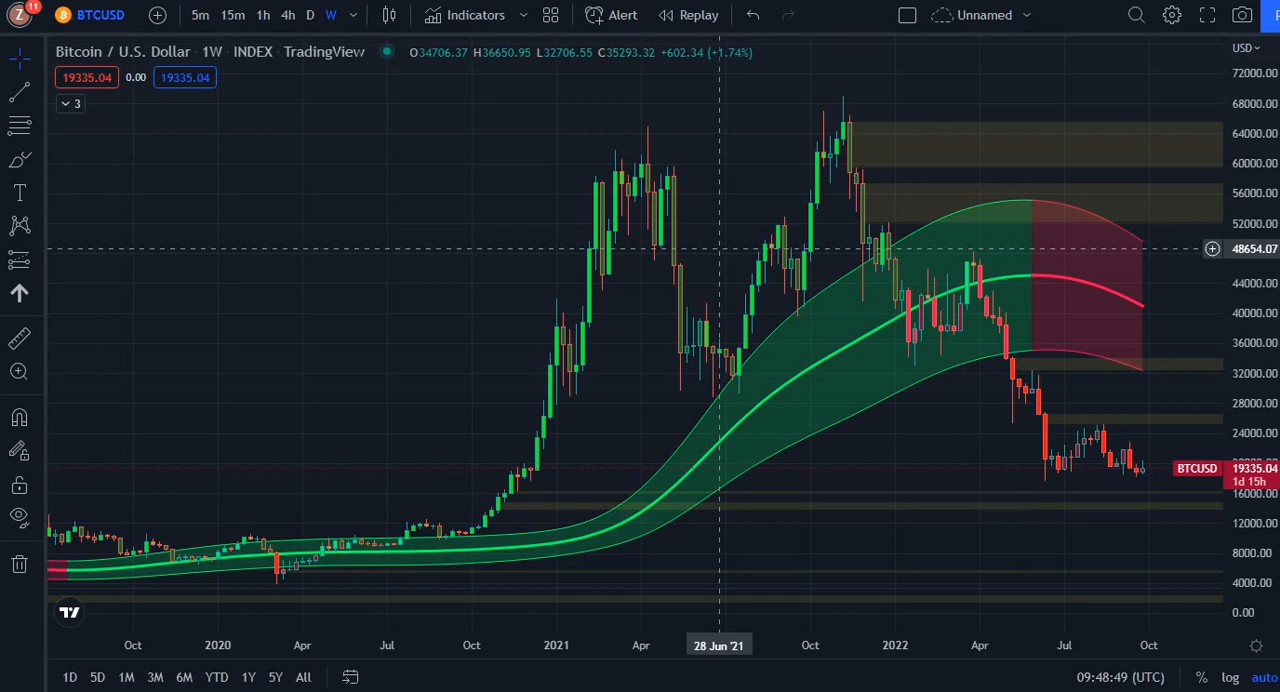 Z 11 BTCUSD 5m 15m 1h 4h D W Indicators Alert Replay Unnamed
Bitcoin / U.S. Dollar · 1W · INDEX · TradingView O34706.37 H36650.95 L32706.55 C35293.32 +602.34 (+1.74%) USD
19335.04 0.00 19335.04
3
72000.00
68000.00
64000.00
60000.00
56000.00
52000.00
48654.07
44000.00
40000.00
36000.00
32000.00
28000.00
24000.00
BTCUSD 19335.04
1d 15h
16000.00
12000.00
8000.00
4000.00
0.00
Oct 2020 Apr Jul Oct 2021 Apr 28 Jun '21 Oct 2022 Apr Jul Oct
1D 5D 1M 3M 6M YTD 1Y 5Y All 09:48:49 (UTC) % log auto